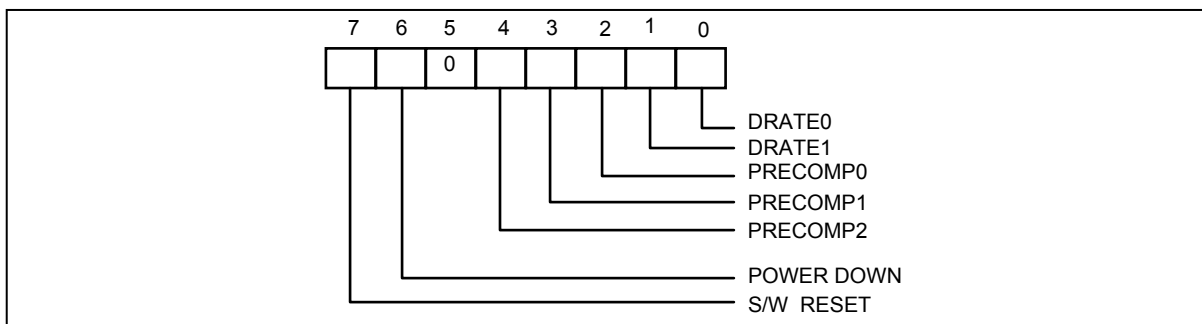 7 6 5 4 3 2 1 0
0
DRATE0
DRATE1
PRECOMP0
PRECOMP1
PRECOMP2
POWER DOWN
S/W RESET